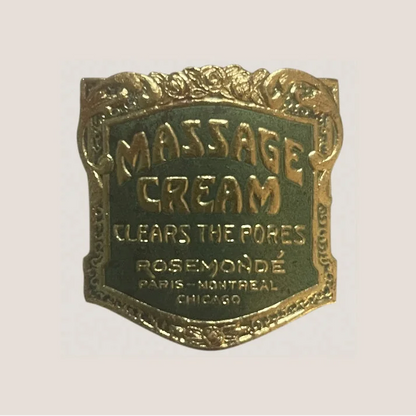 MASSAGE
CREAM
CLEARS THE PORES
ROSEMONDÉ
PARIS-MONTREAL
CHICAGO